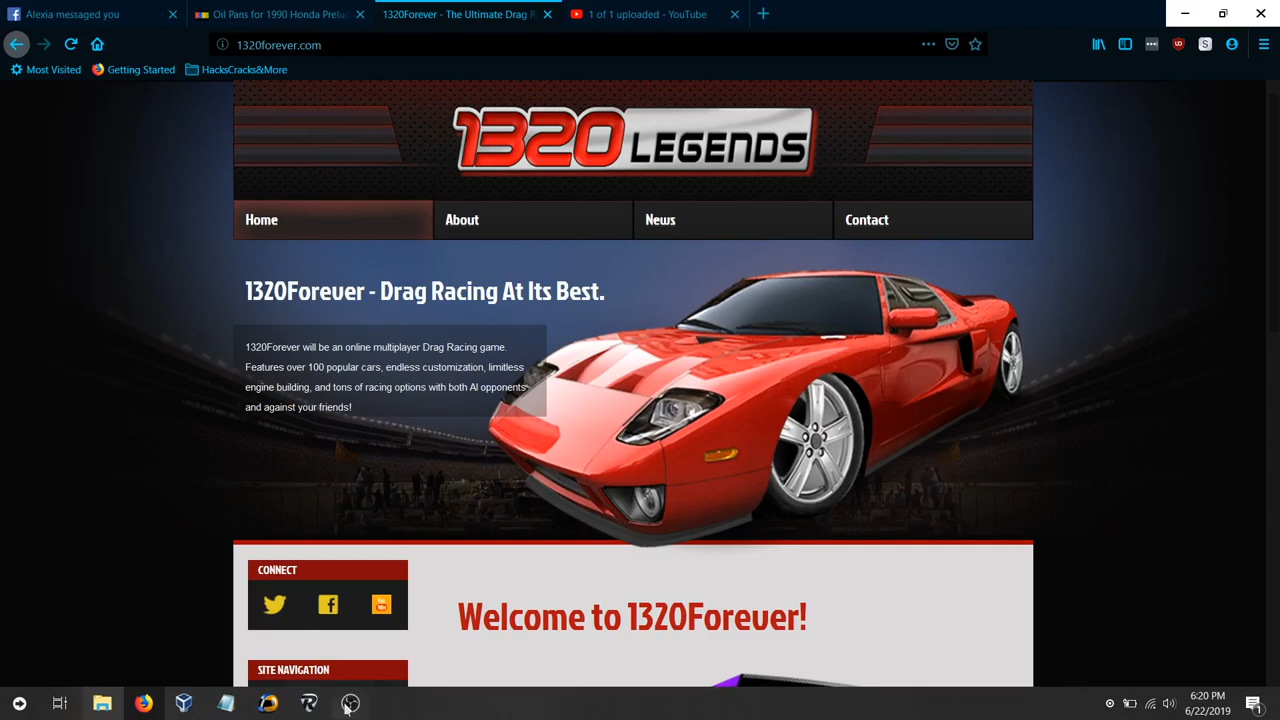 Alexia messaged you
Oil Pans for 1990 Honda Prelud
1320Forever - The Ultimate Drag R
1 of 1 uploaded - YouTube
1320forever.com
UD
S
Most Visited
Getting Started
HacksCracks&More
1320 LEGENDS
Home
About
News
Contact
1320Forever - Drag Racing At Its Best.
1320Forever will be an online multiplayer Drag Racing game.
Features over 100 popular cars, endless customization, limitless
engine building, and tons of racing options with both AI opponents
and against your friends!
CONNECT
Welcome to 1320Forever!
SITE NAVIGATION
6:20 PM
6/22/2019
1